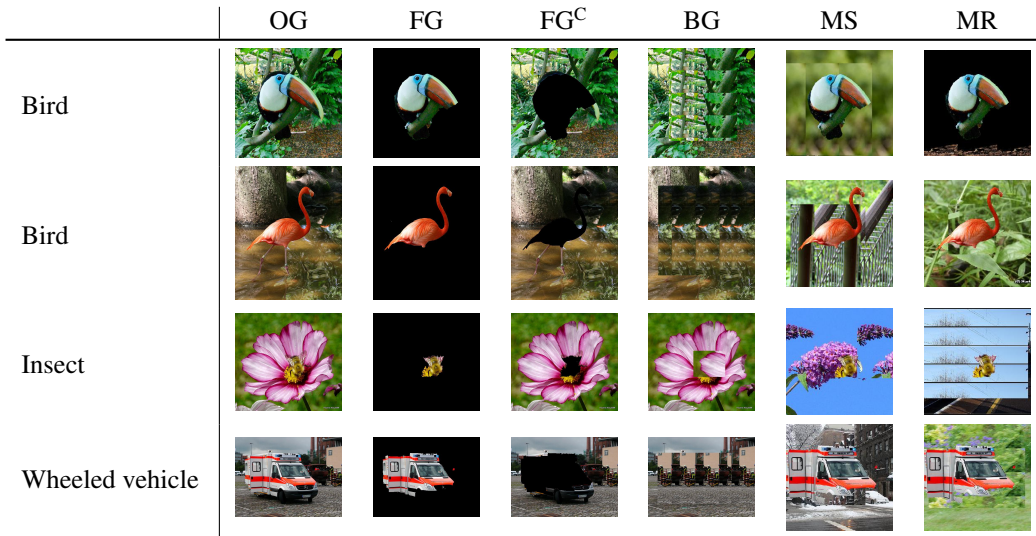 OG FG FG^C BG MS MR
Bird
Bird
Insect
Wheeled vehicle